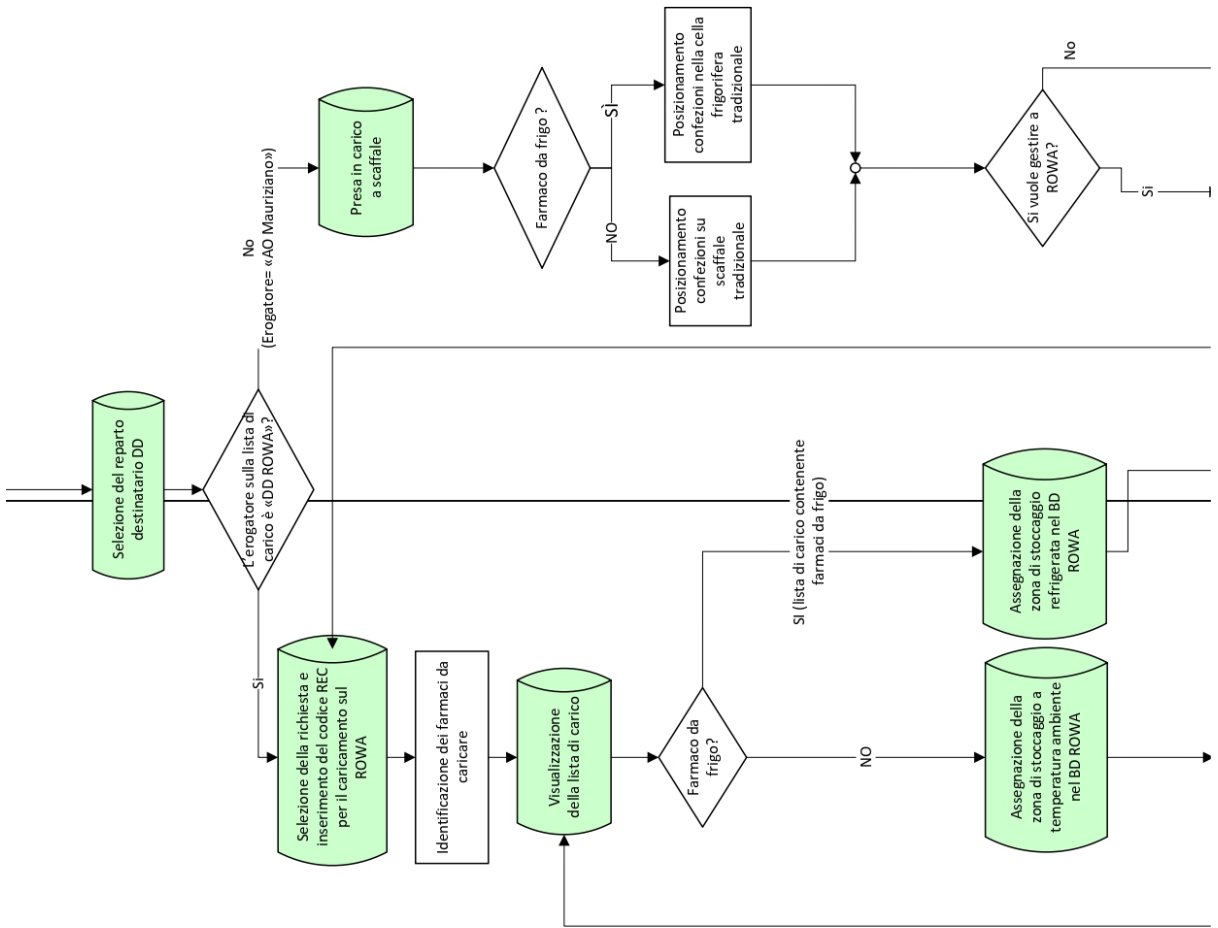 Selezione del reparto
destinatario DD
L'erogatore sulla lista di
carico è «DD ROWA»?
No
(Erogatore= «AO Mauriziano»)
Si
Presa in carico
a scaffale
Farmaco da frigo ?
NO
SÌ
Posizionamento
confezioni su
scaffale
tradizionale
Posizionamento
confezioni nella cella
frigorifera
tradizionale
Si vuole gestire a
ROWA?
No
Si
Selezione della richiesta e
inserimento del codice REC
per il caricamento sul
ROWA
Identificazione dei farmaci da
caricare
Visualizzazione
della lista di carico
Farmaco da
frigo?
SI (lista di carico contenente
farmaci da frigo)
NO
Assegnazione della
zona di stoccaggio
refrigerata nel BD
ROWA
Assegnazione della
zona di stoccaggio a
temperatura ambiente
nel BD ROWA